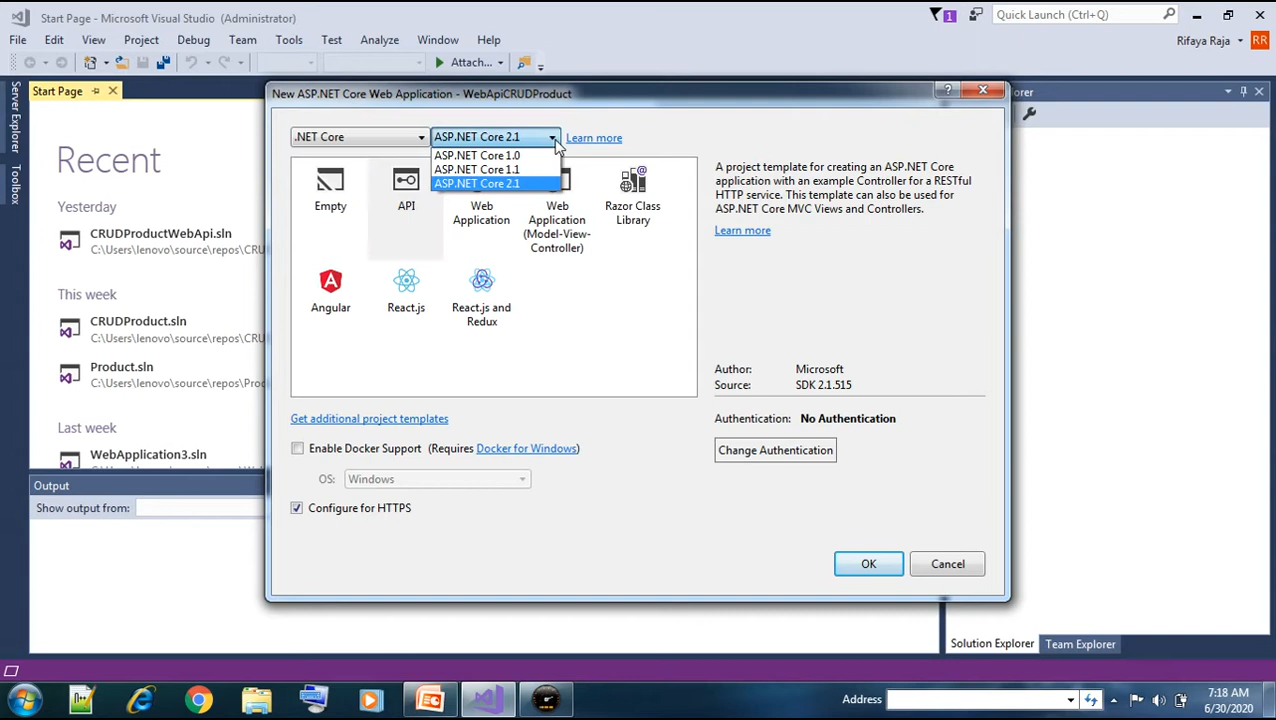 Start Page - Microsoft Visual Studio (Administrator)
1
Quick Launch (Ctrl+Q)
File Edit View Project Debug Team Tools Test Analyze Window Help
Rifaya Raja RR
Attach...
Server Explorer
Toolbox
Start Page
Recent
Yesterday
CRUDProductWebApi.sln
C:\Users\lenovo\source\repos\CRUD
This week
CRUDProduct.sln
C:\Users\lenovo\source\repos\CRUD
Product.sln
C:\Users\lenovo\source\repos\Prod
Last week
WebApplication3.sln
Output
Show output from:
New ASP.NET Core Web Application - WebApiCRUDProduct
.NET Core
ASP.NET Core 2.1
Learn more
ASP.NET Core 1.0
ASP.NET Core 1.1
ASP.NET Core 2.1
Empty
API
Web
Application
Web
Application
(Model-View-
Controller)
Razor Class
Library
Angular
React.js
React.js and
Redux
A project template for creating an ASP.NET Core
application with an example Controller for a RESTful
HTTP service. This template can also be used for
ASP.NET Core MVC Views and Controllers.
Learn more
Author: Microsoft
Source: SDK 2.1.515
Get additional project templates
Authentication: No Authentication
Change Authentication
Enable Docker Support (Requires Docker for Windows)
OS: Windows
Configure for HTTPS
OK
Cancel
Solution Explorer Team Explorer
Address
7:18 AM
6/30/2020